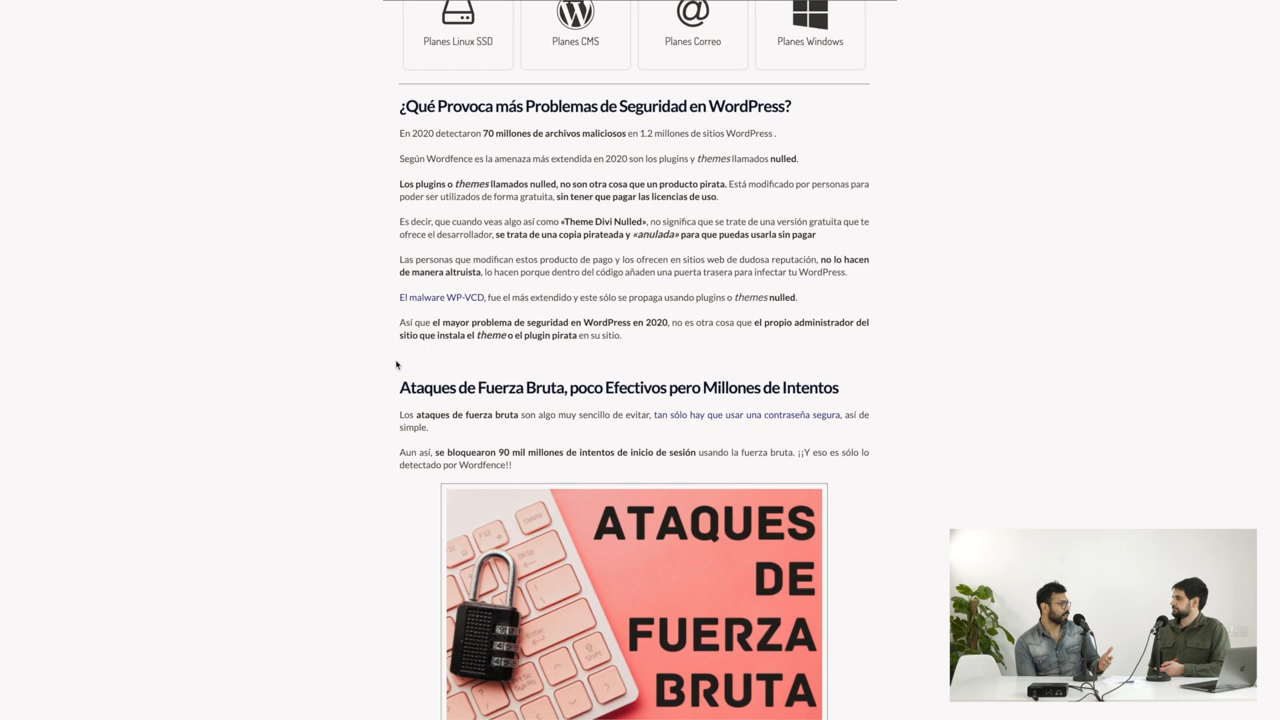 Planes Linux SSD
Planes CMS
Planes Correo
Planes Windows
¿Qué Provoca más Problemas de Seguridad en WordPress?
En 2020 detectaron 70 millones de archivos maliciosos en 1.2 millones de sitios WordPress .
Según Wordfence es la amenaza más extendida en 2020 son los plugins y themes llamados nulled.
Los plugins o themes llamados nulled, no son otra cosa que un producto pirata. Está modificado por personas para
poder ser utilizados de forma gratuita, sin tener que pagar las licencias de uso.
Es decir, que cuando veas algo así como «Theme Divi Nulled», no significa que se trate de una versión gratuita que te
ofrece el desarrollador, se trata de una copia pirateada y «anulada» para que puedas usarla sin pagar
Las personas que modifican estos producto de pago y los ofrecen en sitios web de dudosa reputación, no lo hacen
de manera altruista, lo hacen porque dentro del código añaden una puerta trasera para infectar tu WordPress.
El malware WP-VCD, fue el más extendido y este sólo se propaga usando plugins o themes nulled.
Así que el mayor problema de seguridad en WordPress en 2020, no es otra cosa que el propio administrador del
sitio que instala el theme o el plugin pirata en su sitio.
Ataques de Fuerza Bruta, poco Efectivos pero Millones de Intentos
Los ataques de fuerza bruta son algo muy sencillo de evitar, tan sólo hay que usar una contraseña segura, así de
simple.
Aun así, se bloquearon 90 mil millones de intentos de inicio de sesión usando la fuerza bruta. ¡¡Y eso es sólo lo
detectado por Wordfence!!
ATAQUES
DE
FUERZA
BRUTA
Delete
Enter
Shift